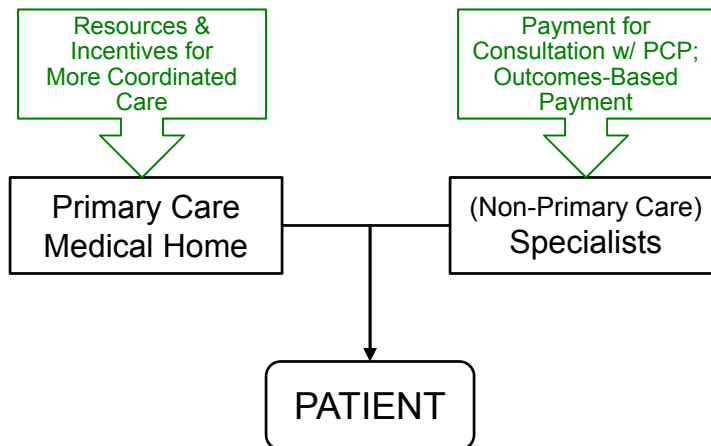 Resources &
Incentives for
More Coordinated
Care
Payment for
Consultation w/ PCP;
Outcomes-Based
Payment
Primary Care
Medical Home
(Non-Primary Care)
Specialists
PATIENT